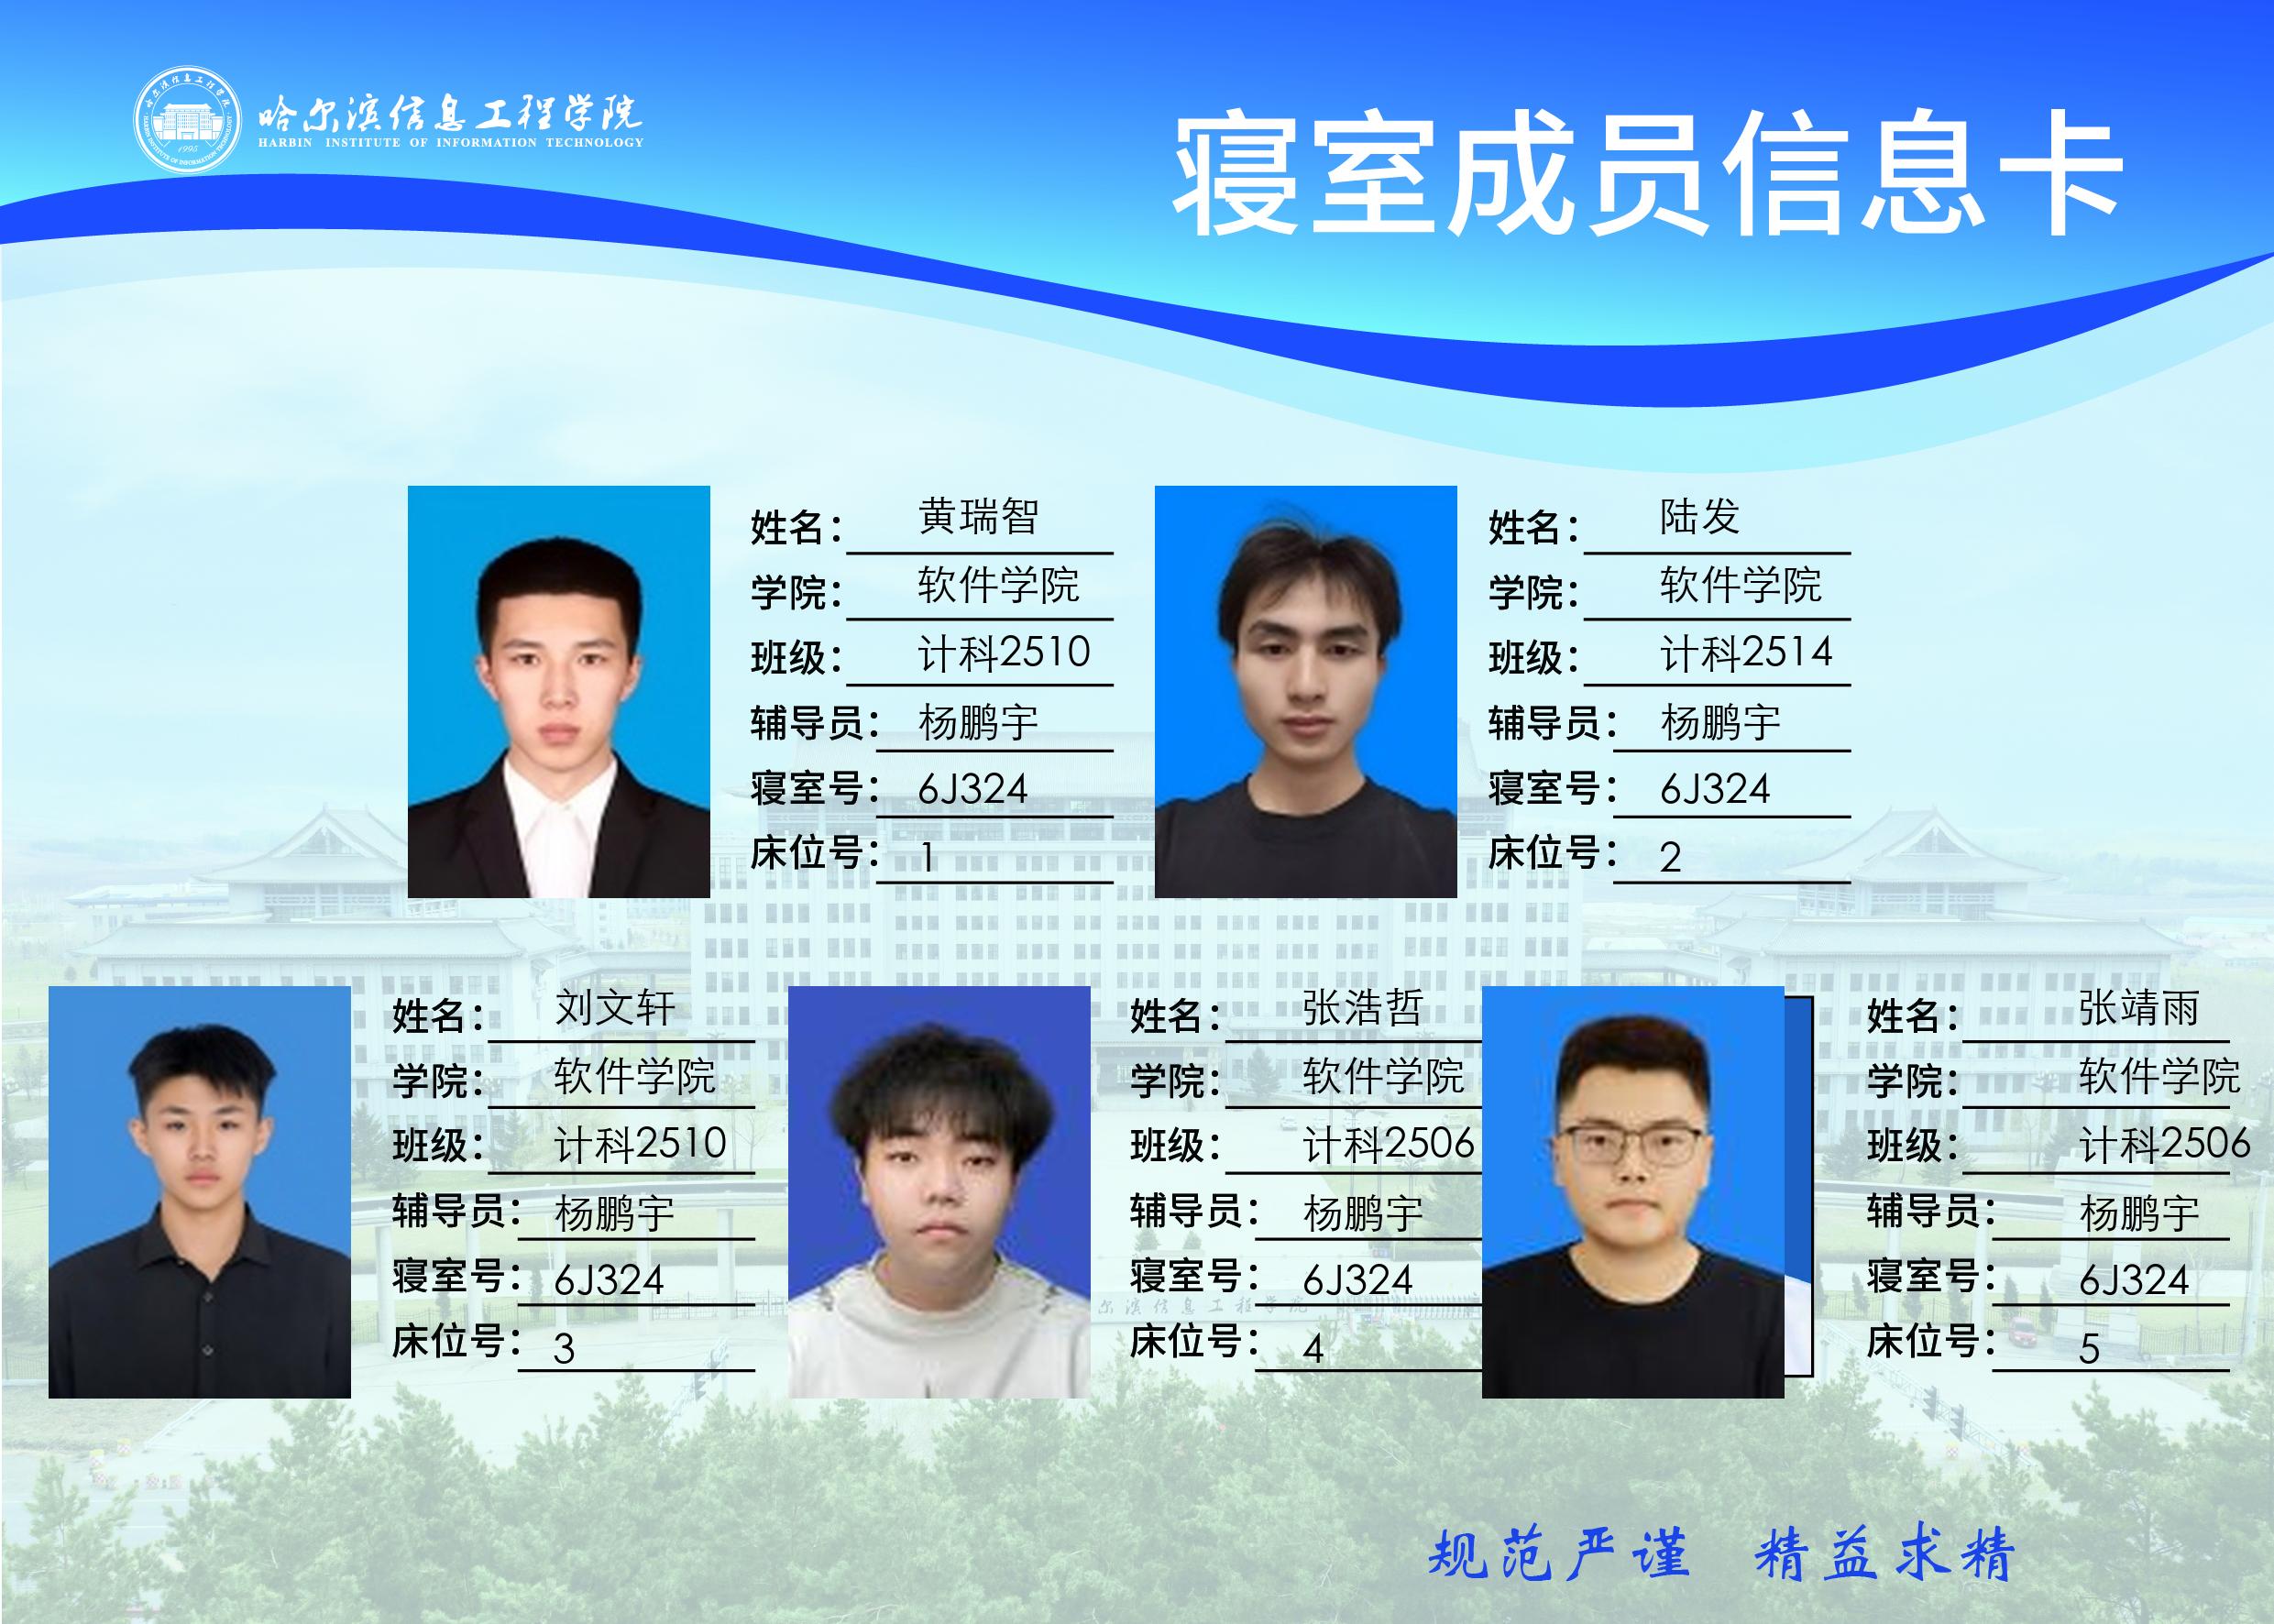 哈尔滨信息工程学院
HARBIN INSTITUTE OF INFORMATION TECHNOLOGY
1995
寝室成员信息卡
姓名：黄瑞智
学院：软件学院
班级：计科2510
辅导员：杨鹏宇
寝室号：6J324
床位号：1
姓名：陆发
学院：软件学院
班级：计科2514
辅导员：杨鹏宇
寝室号：6J324
床位号：2
姓名：刘文轩
学院：软件学院
班级：计科2510
辅导员：杨鹏宇
寝室号：6J324
床位号：3
姓名：张浩哲
学院：软件学院
班级：计科2506
辅导员：杨鹏宇
寝室号：6J324
床位号：4
姓名：张靖雨
学院：软件学院
班级：计科2506
辅导员：杨鹏宇
寝室号：6J324
床位号：5
尔滨信息工程学院
规范严谨 精益求精